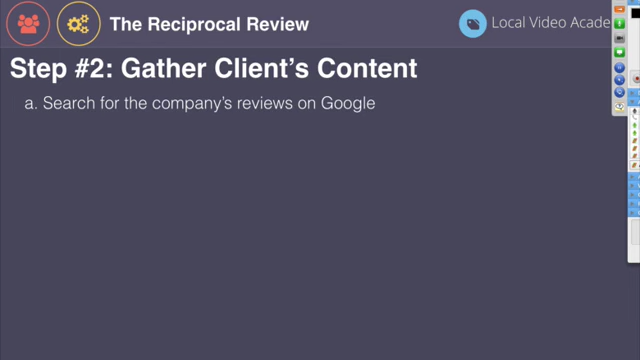 The Reciprocal Review
Local Video Acade
Step #2: Gather Client's Content
a. Search for the company's reviews on Google